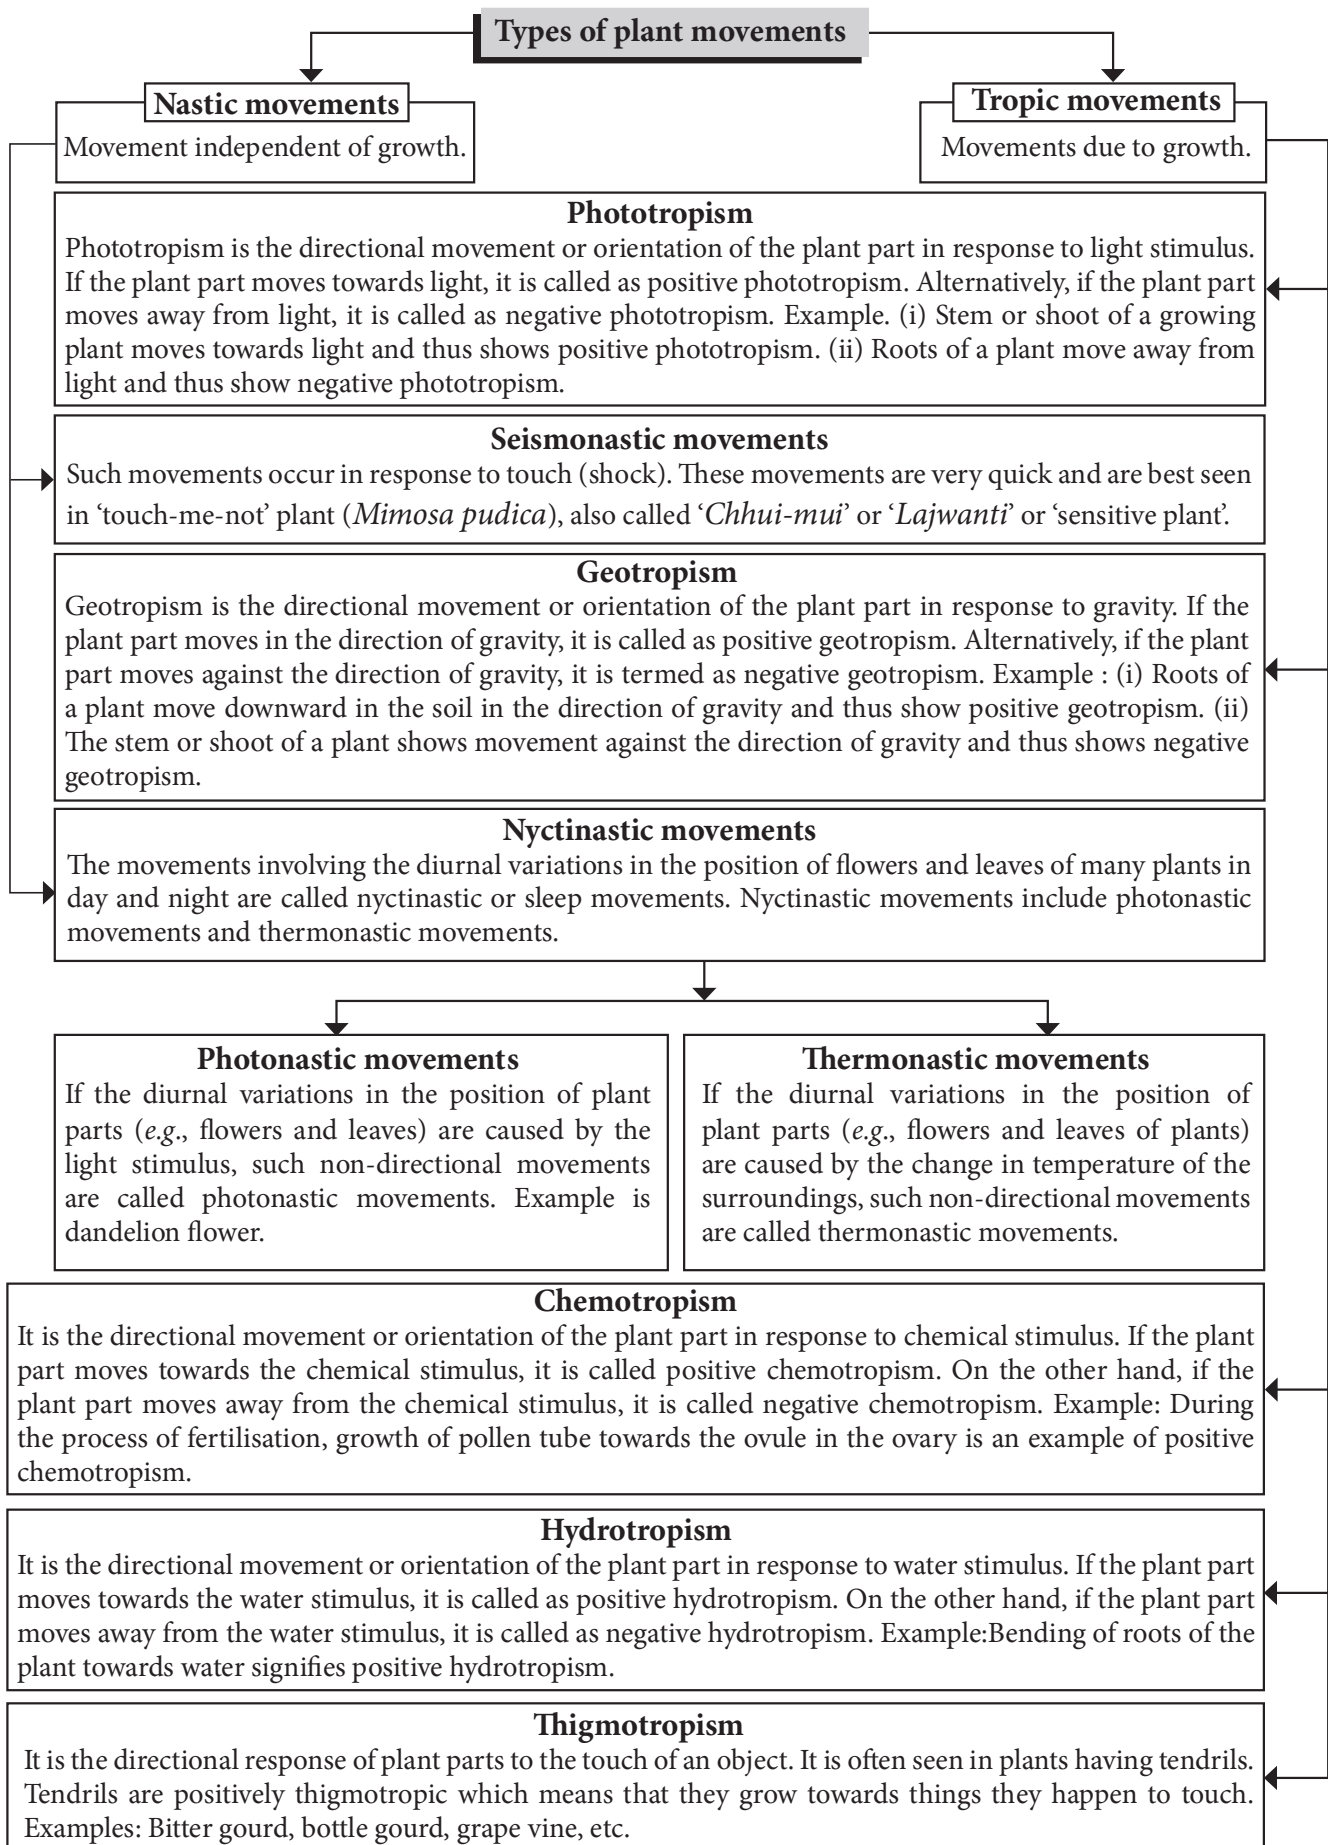 Types of plant movements
Nastic movements
Movement independent of growth.
Tropic movements
Movements due to growth.
Phototropism
Phototropism is the directional movement or orientation of the plant part in response to light stimulus.
If the plant part moves towards light, it is called as positive phototropism. Alternatively, if the plant part
moves away from light, it is called as negative phototropism. Example. (i) Stem or shoot of a growing
plant moves towards light and thus shows positive phototropism. (ii) Roots of a plant move away from
light and thus show negative phototropism.
Seismonastic movements
Such movements occur in response to touch (shock). These movements are very quick and are best seen
in ‘touch-me-not’ plant (Mimosa pudica), also called ‘Chhui-mui’ or ‘Lajwanti’ or ‘sensitive plant’.
Geotropism
Geotropism is the directional movement or orientation of the plant part in response to gravity. If the
plant part moves in the direction of gravity, it is called as positive geotropism. Alternatively, if the plant
part moves against the direction of gravity, it is termed as negative geotropism. Example : (i) Roots of
a plant move downward in the soil in the direction of gravity and thus show positive geotropism. (ii)
The stem or shoot of a plant shows movement against the direction of gravity and thus shows negative
geotropism.
Nyctinastic movements
The movements involving the diurnal variations in the position of flowers and leaves of many plants in
day and night are called nyctinastic or sleep movements. Nyctinastic movements include photonastic
movements and thermonastic movements.
Photonastic movements
If the diurnal variations in the position of plant
parts (e.g., flowers and leaves) are caused by the
light stimulus, such non-directional movements
are called photonastic movements. Example is
dandelion flower.
Thermonastic movements
If the diurnal variations in the position of
plant parts (e.g., flowers and leaves of plants)
are caused by the change in temperature of the
surroundings, such non-directional movements
are called thermonastic movements.
Chemotropism
It is the directional movement or orientation of the plant part in response to chemical stimulus. If the plant
part moves towards the chemical stimulus, it is called positive chemotropism. On the other hand, if the
plant part moves away from the chemical stimulus, it is called negative chemotropism. Example: During
the process of fertilisation, growth of pollen tube towards the ovule in the ovary is an example of positive
chemotropism.
Hydrotropism
It is the directional movement or orientation of the plant part in response to water stimulus. If the plant part
moves towards the water stimulus, it is called as positive hydrotropism. On the other hand, if the plant part
moves away from the water stimulus, it is called as negative hydrotropism. Example:Bending of roots of the
plant towards water signifies positive hydrotropism.
Thigmotropism
It is the directional response of plant parts to the touch of an object. It is often seen in plants having tendrils.
Tendrils are positively thigmotropic which means that they grow towards things they happen to touch.
Examples: Bitter gourd, bottle gourd, grape vine, etc.